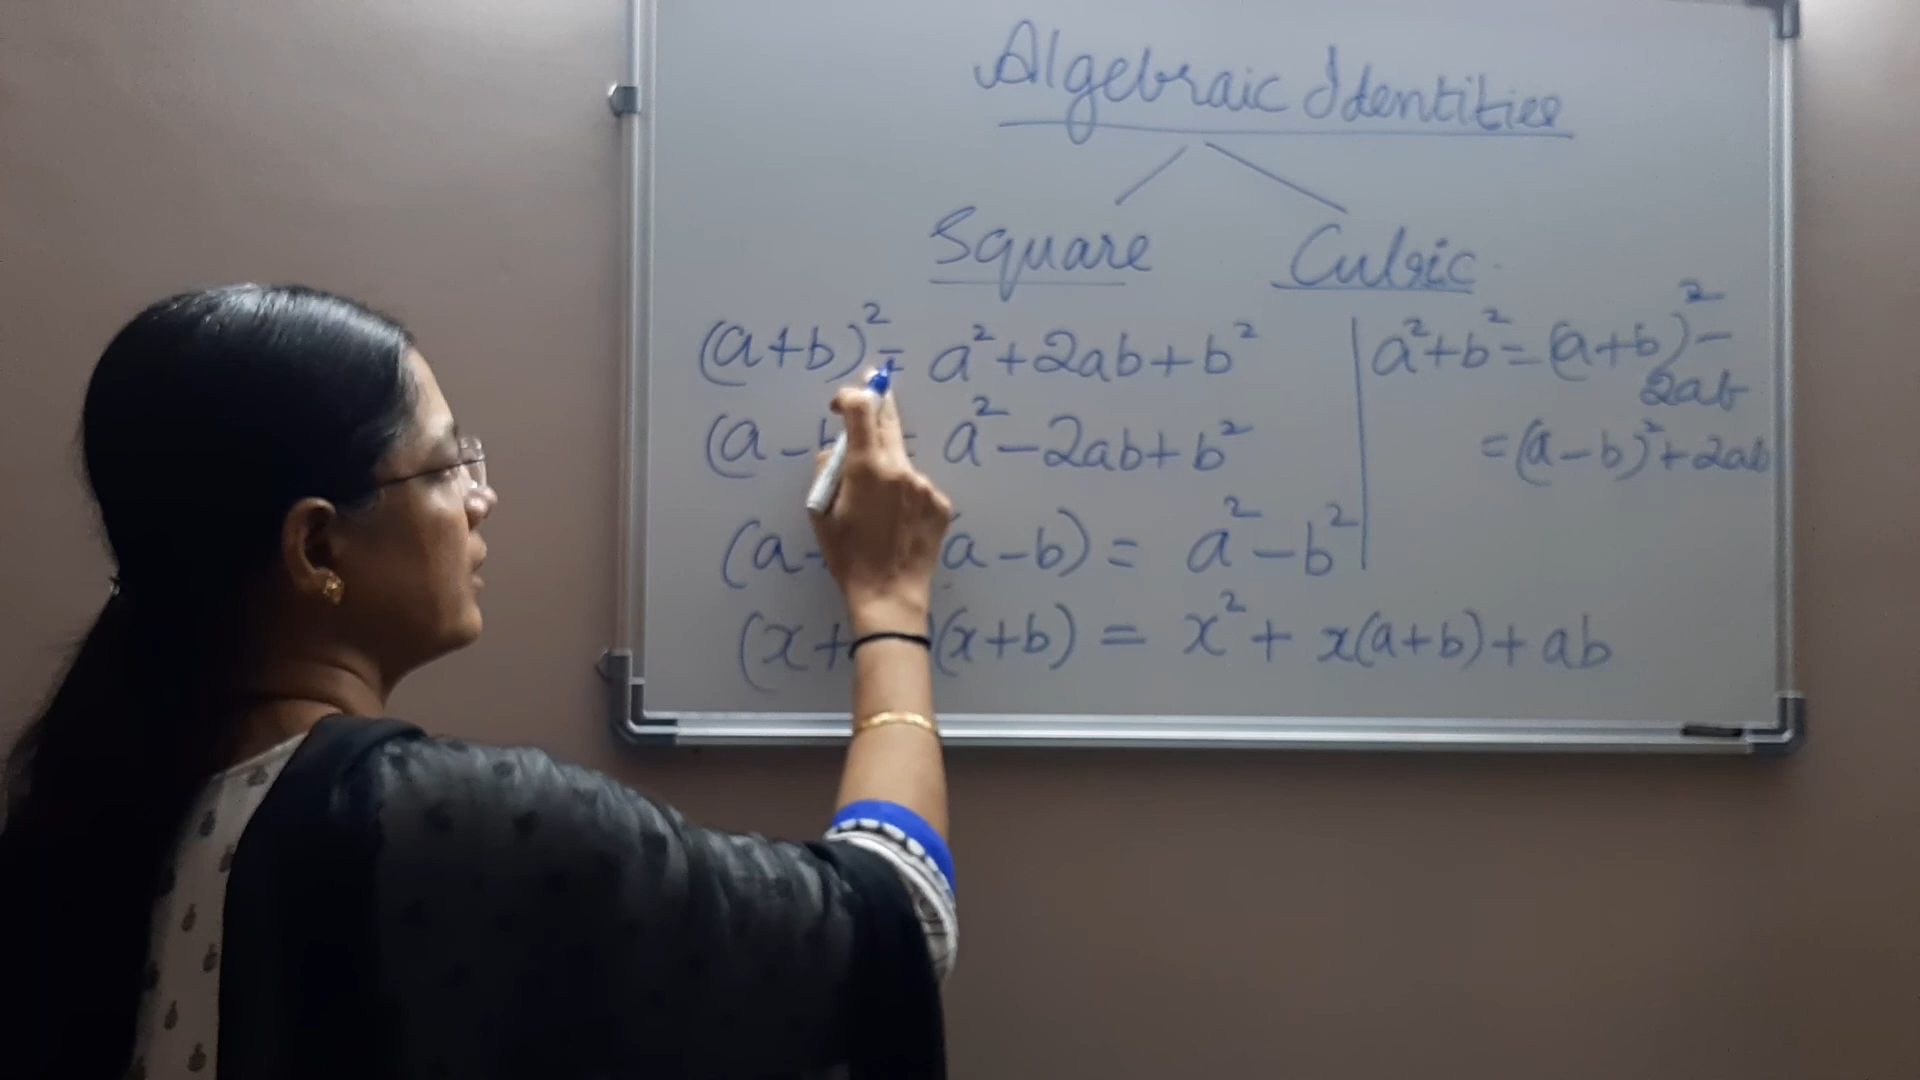 Algebraic Identities
Square Cubic
(a+b)² = a²+2ab+b²
(a-b = a²-2ab+b²
(a- a-b) = a²-b²
(x+ (x+b) = x² + x(a+b)+ab
a²+b² = (a+b)² -
2ab
= (a-b)²+2ab